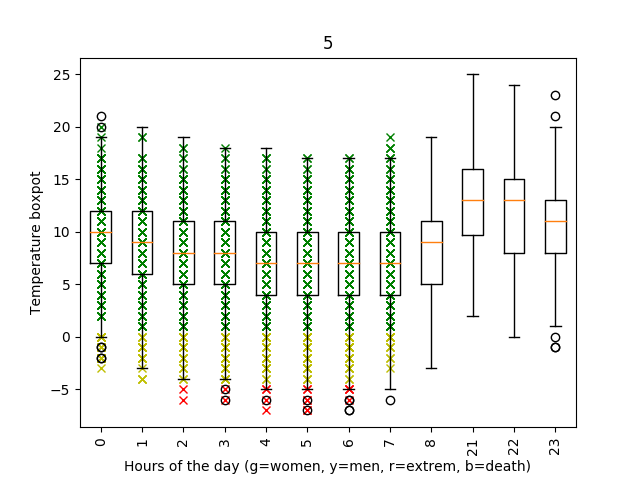 5
Temperature boxpot
25
20
15
10
5
0
−5
0 1 2 3 4 5 6 7 8 21 22 23
Hours of the day (g=women, y=men, r=extrem, b=death)